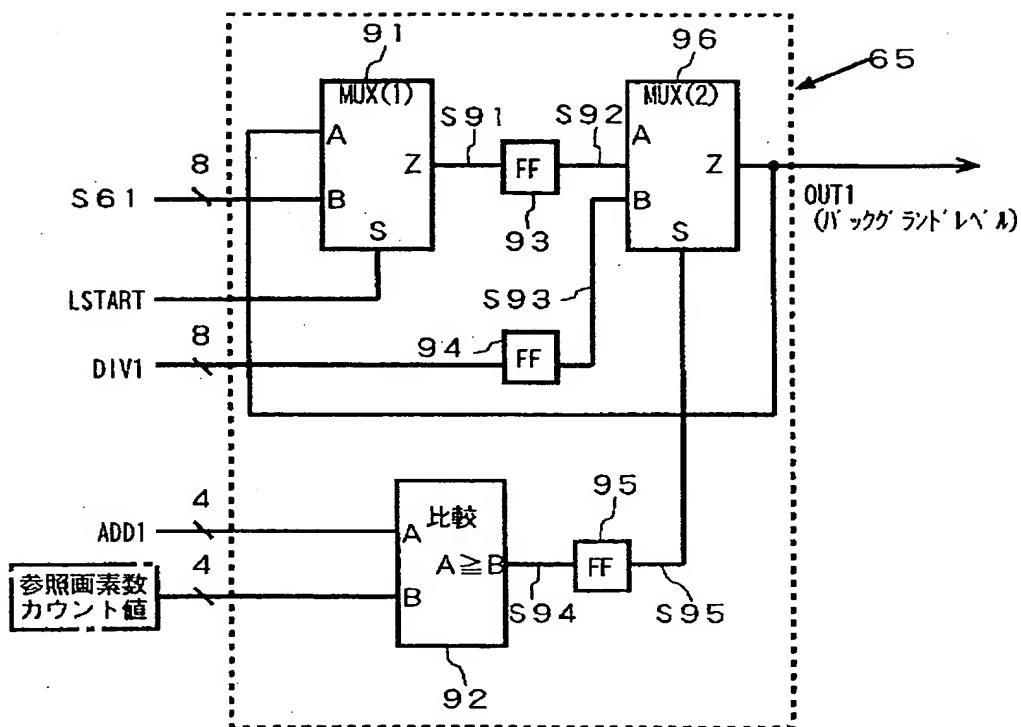 91
96
65
MUX(1)
MUX(2)
S91
S92
A
Z
FF
A
Z
8
S61
B
93
B
OUT1
(バックグランドレベル)
S
S
LSTART
S93
8
94
DIV1
FF
95
4
比較
ADD1
A
A≧B
FF
参照画素数
カウント値
4
B
S94
S95
92